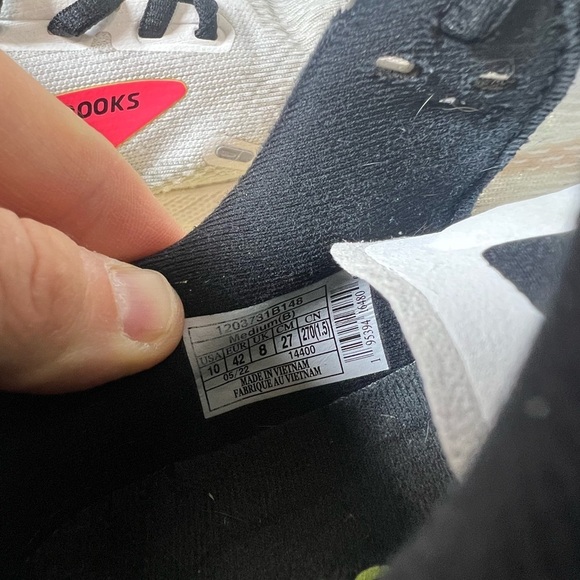 OOKS
1203731B148
Medium(B)
USA EUR UK CM CN
10 42 8 27 270(1.5)
05/22 14400
MADE IN VIETNAM
FABRIQUE AU VIETNAM